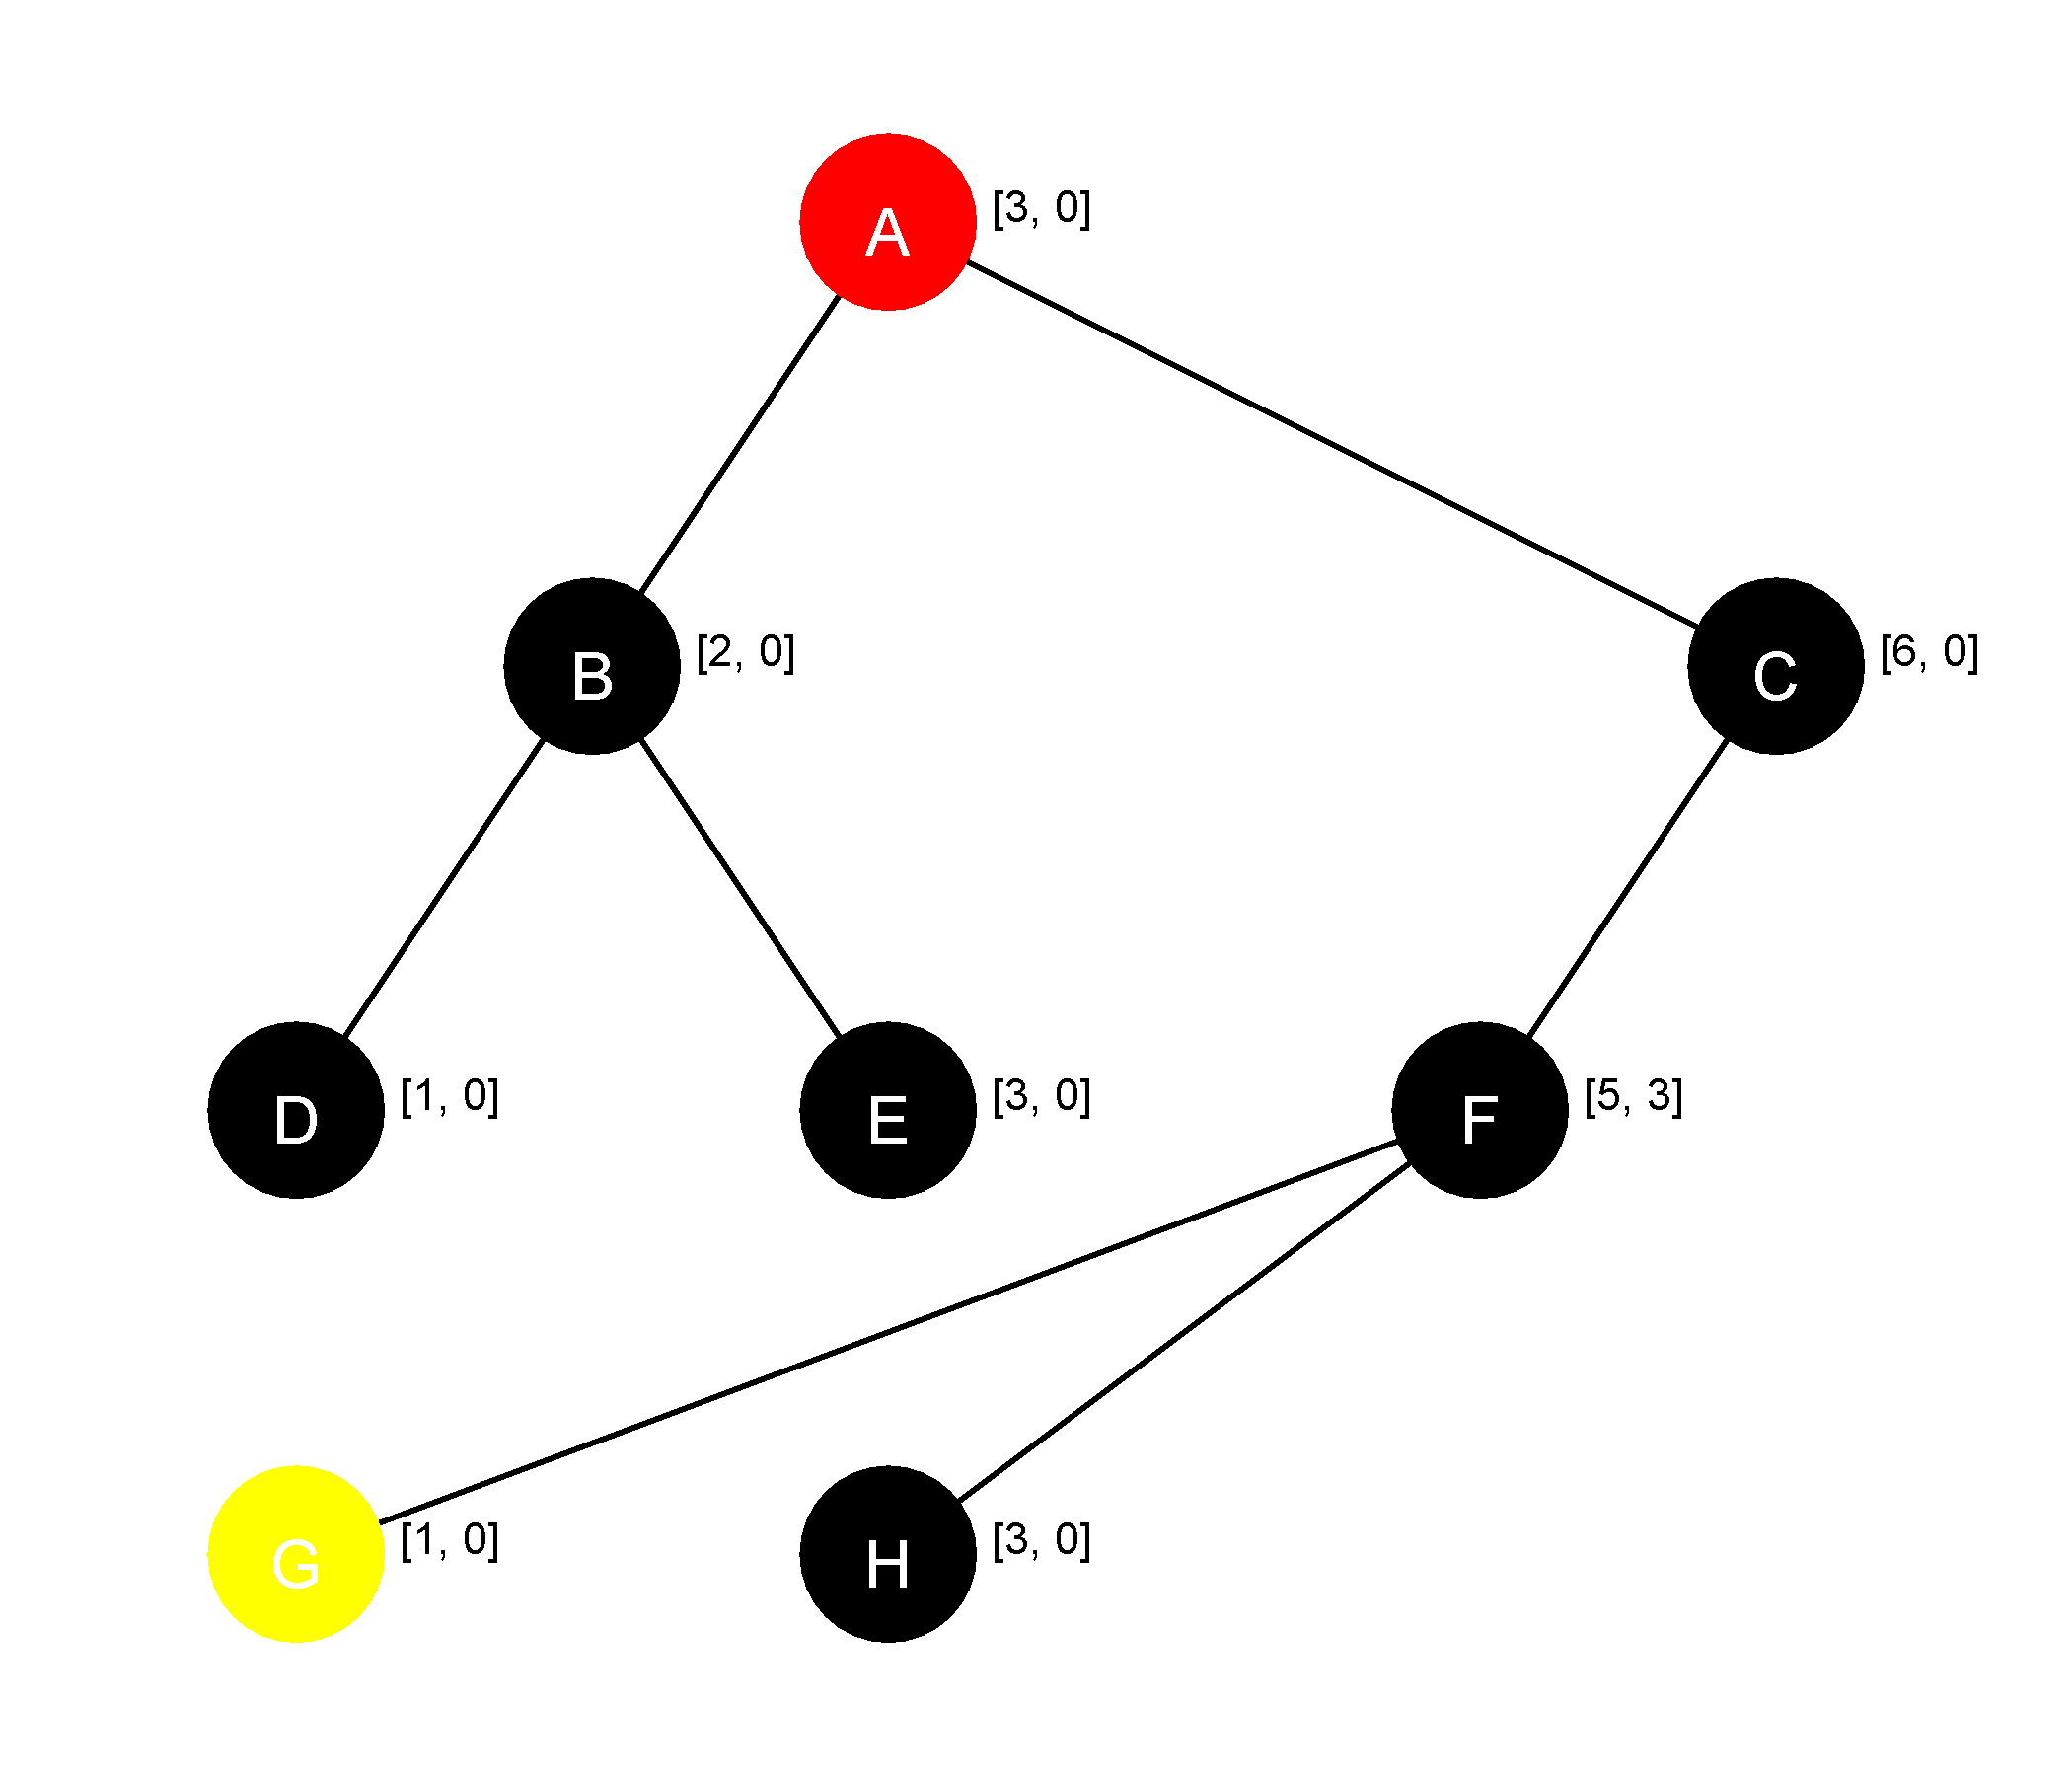 A [3, 0]
B [2, 0] C [6, 0]
D [1, 0] E [3, 0] F [5, 3]
G [1, 0] H [3, 0]